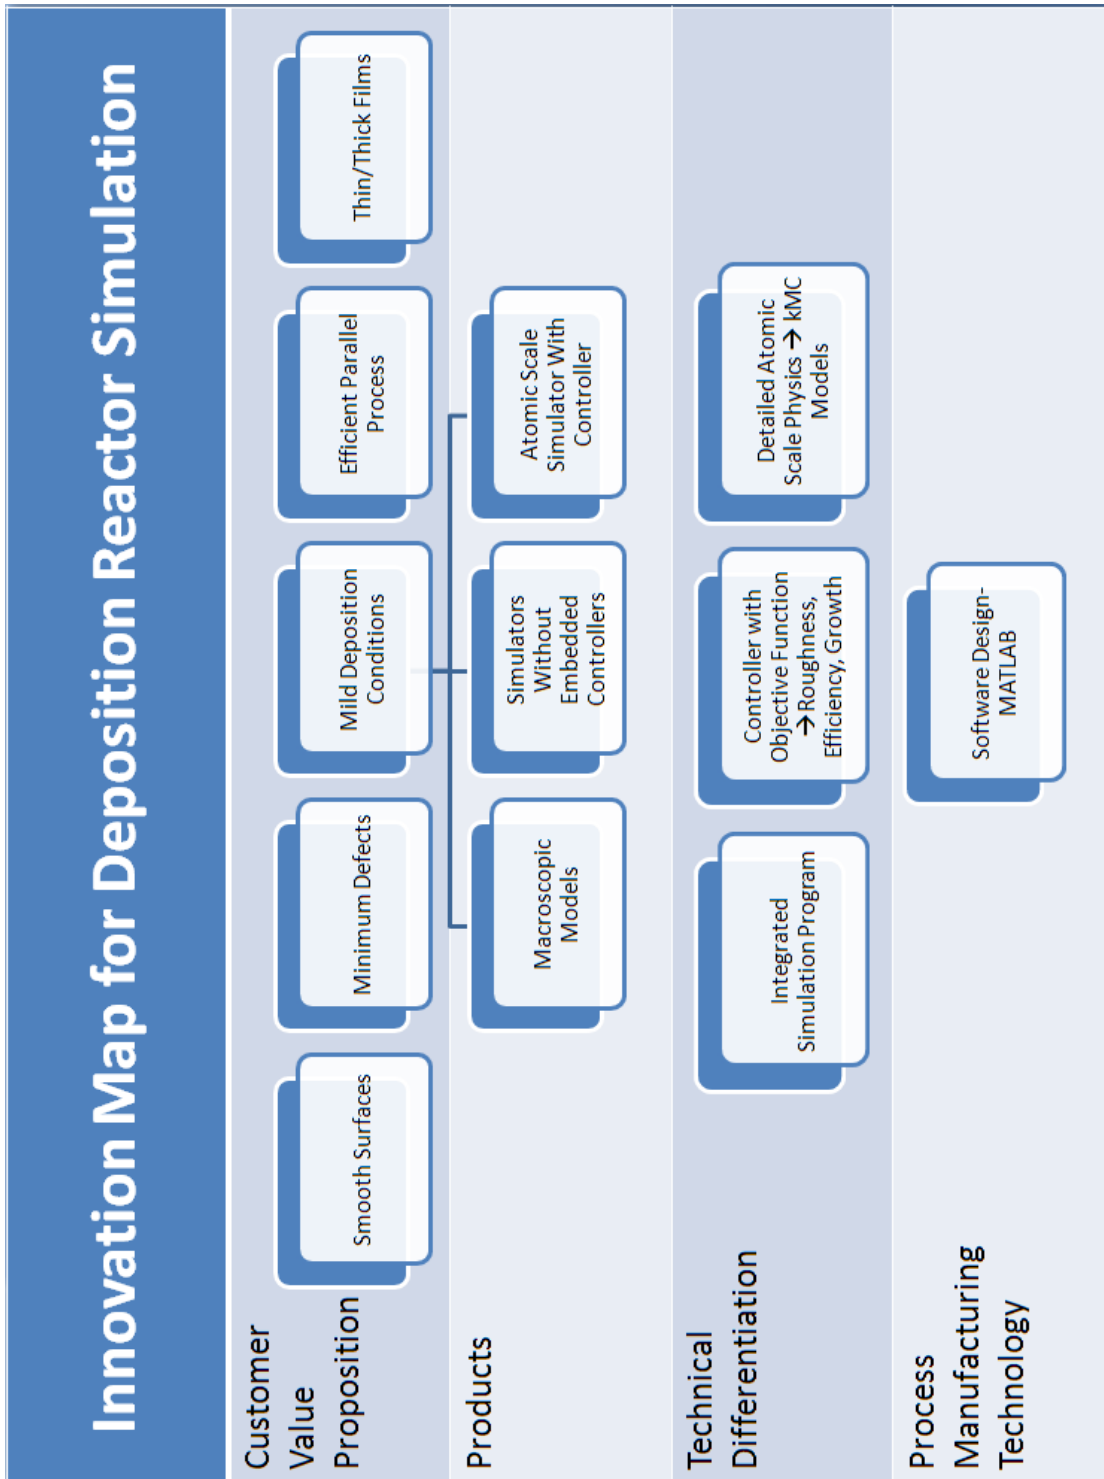 Innovation Map for Deposition Reactor Simulation
Customer
Value
Proposition
Smooth Surfaces
Minimum Defects
Mild Deposition
Conditions
Efficient Parallel
Process
Thin/Thick Films
Products
Macroscopic
Models
Simulators
Without
Embedded
Controllers
Atomic Scale
Simulator With
Controller
Technical
Differentiation
Integrated
Simulation Program
Controller with
Objective Function
→Roughness,
Efficiency, Growth
Detailed Atomic
Scale Physics → kMC
Models
Process
Manufacturing
Technology
Software Design-
MATLAB